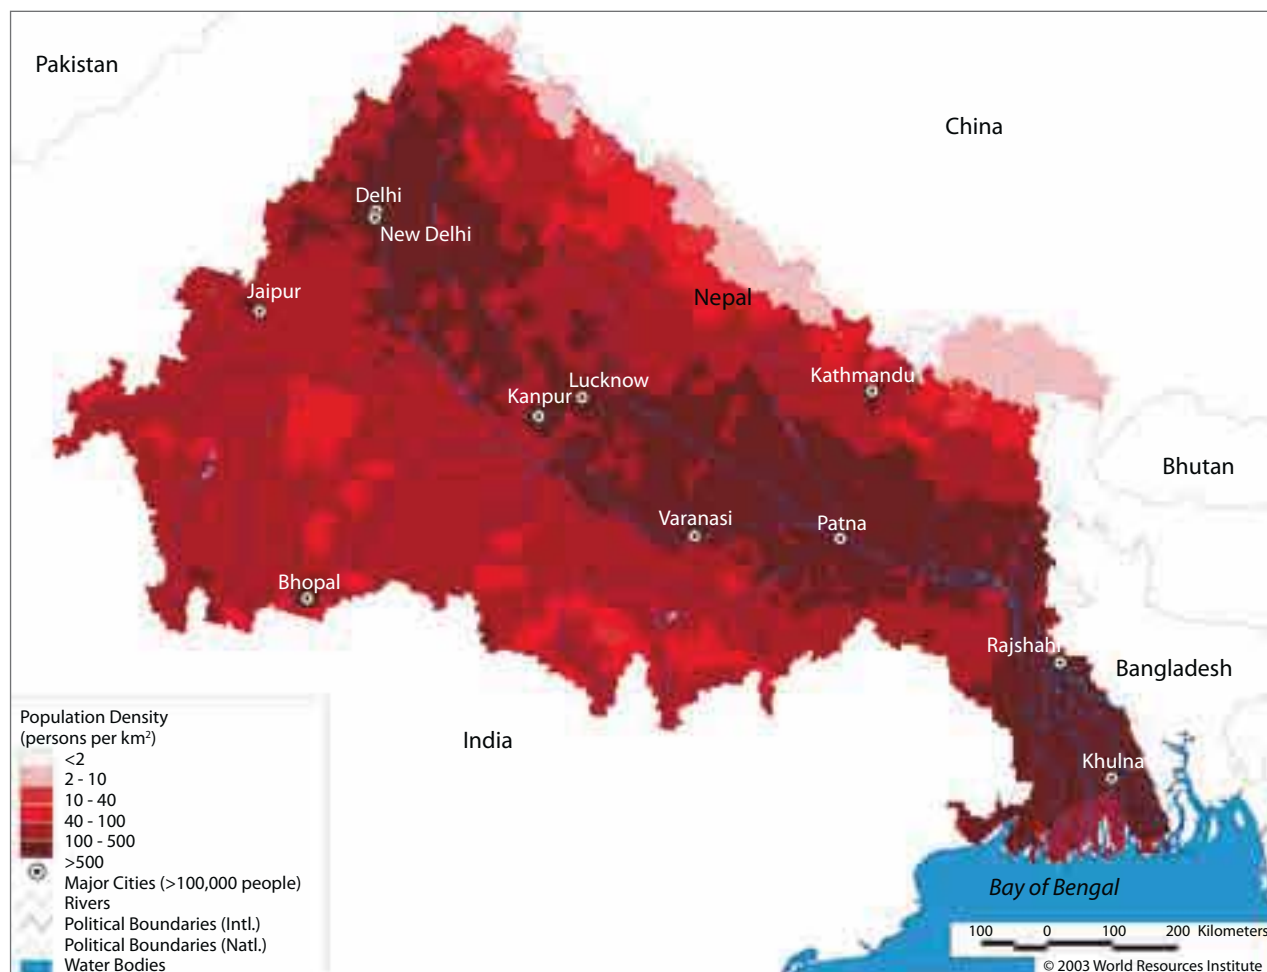 Pakistan
China
Delhi
New Delhi
Jaipur
Nepal
Lucknow
Kanpur
Kathmandu
Bhutan
Varanasi
Patna
Bhopal
Rajshahi
Bangladesh
India
Khulna
Population Density
(persons per km²)
<2
2 - 10
10 - 40
40 - 100
100 - 500
>500
Major Cities (>100,000 people)
Rivers
Political Boundaries (Intl.)
Political Boundaries (Natl.)
Water Bodies
Bay of Bengal
100 0 100 200 Kilometers
© 2003 World Resources Institute